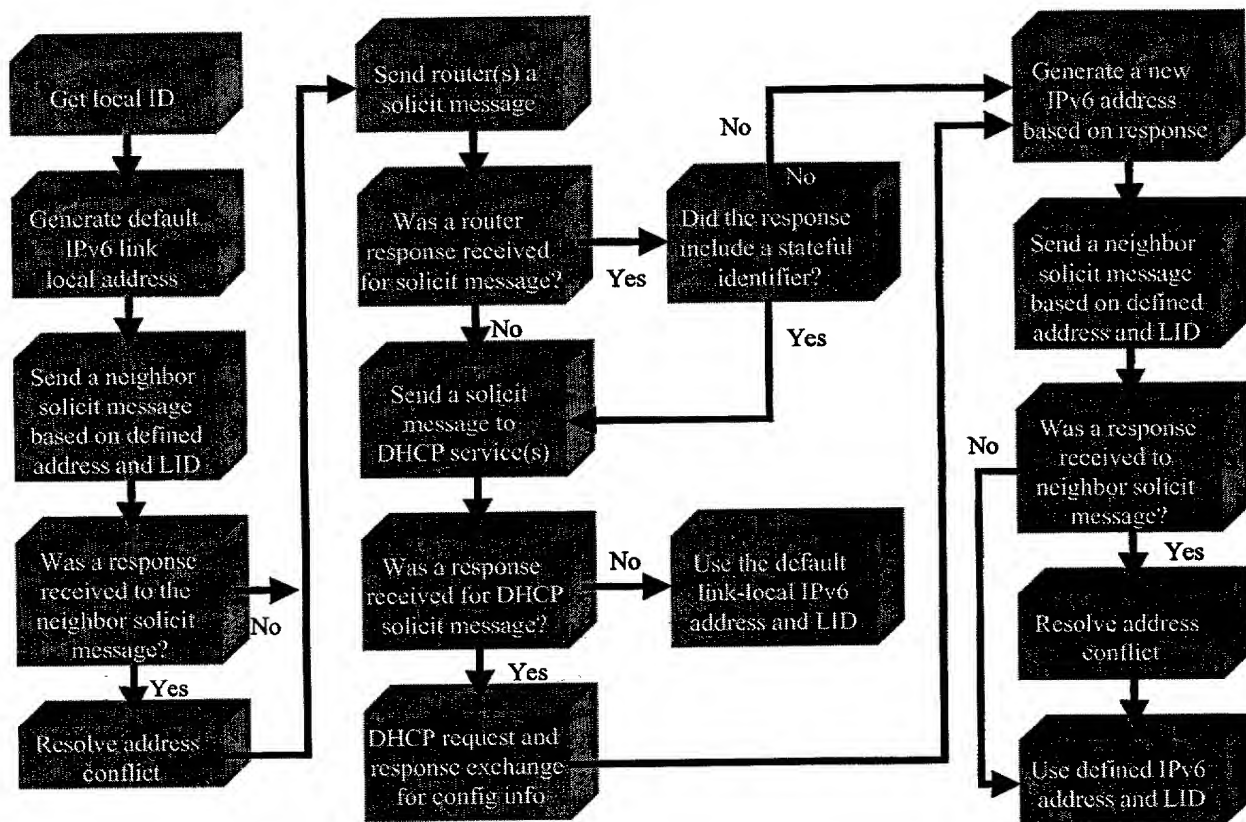 Get local ID
Generate default
IPv6 link
local address
Send a neighbor
solicit message
based on defined
address and LID
Was a response
received to the
neighbor solicit
message?
No
Yes
Resolve address
conflict
Send router(s) a
solicit message
Was a router
response received
for solicit message?
Yes
No
Did the response
include a stateful
identifier?
No
No
Yes
Send a solicit
message to
DHCP service(s)
Was a response
received for DHCP
solicit message?
No
Yes
Use the default
link-local IPv6
address and LID
DHCP request and
response exchange
for config info
Generate a new
IPv6 address
based on response
Send a neighbor
solicit message
based on defined
address and LID
Was a response
received to
neighbor solicit
message?
No
Yes
Resolve address
conflict
Use defined IPv6
address and LID